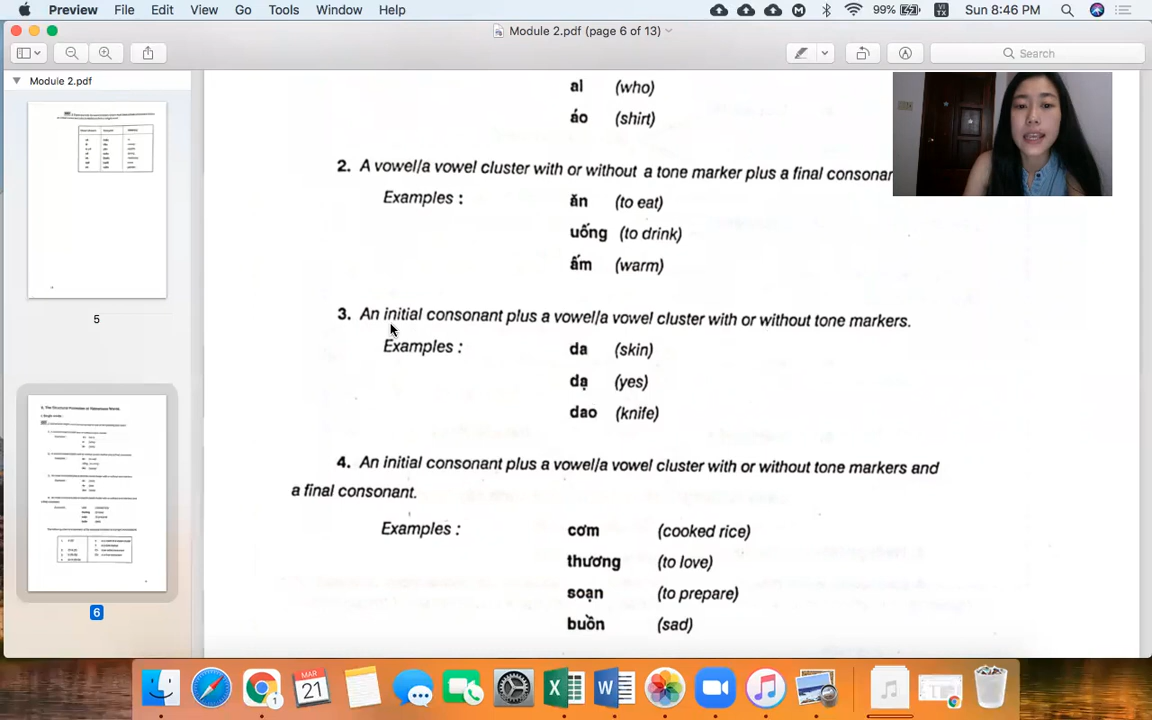 Preview File Edit View Go Tools Window Help 99% VI TX Sun 8:46 PM
Module 2.pdf (page 6 of 13)
Search
Module 2.pdf
5
6
ai (who)
áo (shirt)
2. A vowel/a vowel cluster with or without a tone marker plus a final consonan
Examples :
ăn (to eat)
uống (to drink)
ấm (warm)
3. An initial consonant plus a vowel/a vowel cluster with or without tone markers.
Examples :
da (skin)
dạ (yes)
dao (knife)
4. An initial consonant plus a vowel/a vowel cluster with or without tone markers and
a final consonant.
Examples :
cơm (cooked rice)
thương (to love)
soạn (to prepare)
buồn (sad)
MAR
21